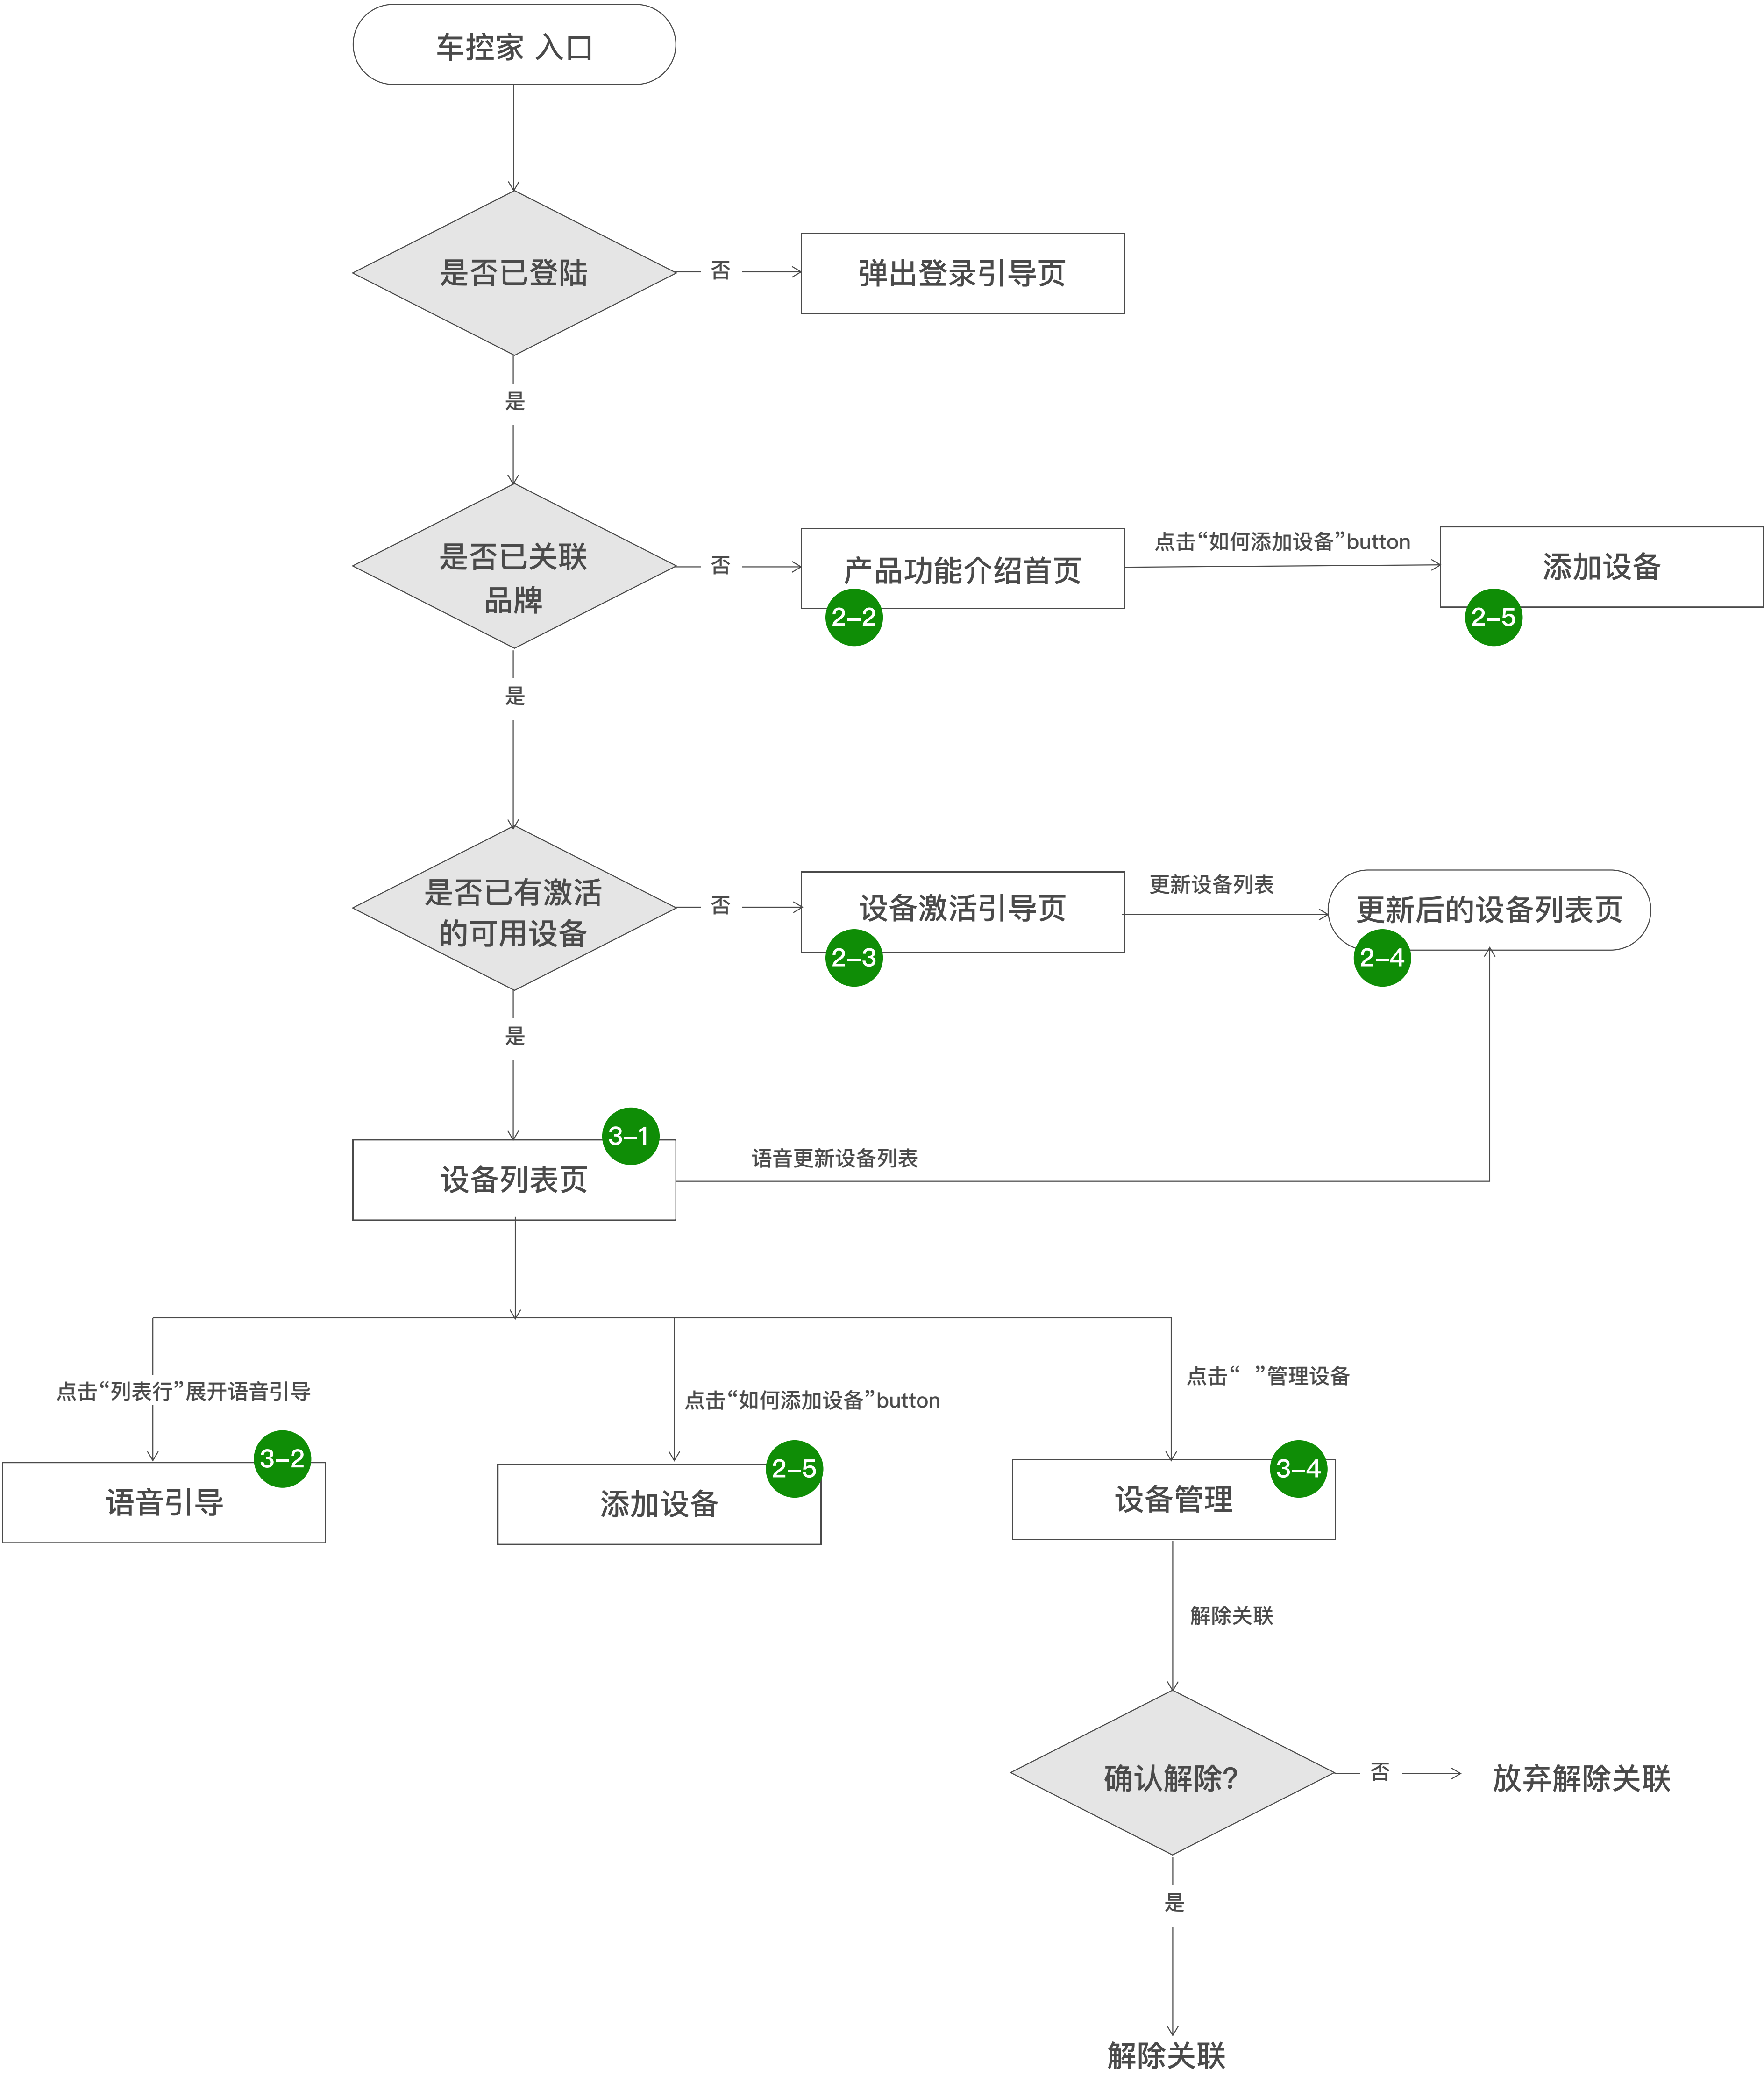 车控家 入口
是否已登陆
否
弹出登录引导页
是
是否已关联
品牌
否
产品功能介绍首页
2-2
点击“如何添加设备”button
添加设备
2-5
是
是否已有激活
的可用设备
否
设备激活引导页
2-3
更新设备列表
更新后的设备列表页
2-4
是
3-1
设备列表页
语音更新设备列表
点击“列表行”展开语音引导
点击“如何添加设备”button
点击“ ”管理设备
3-2
语音引导
2-5
添加设备
3-4
设备管理
解除关联
确认解除?
否
放弃解除关联
是
解除关联